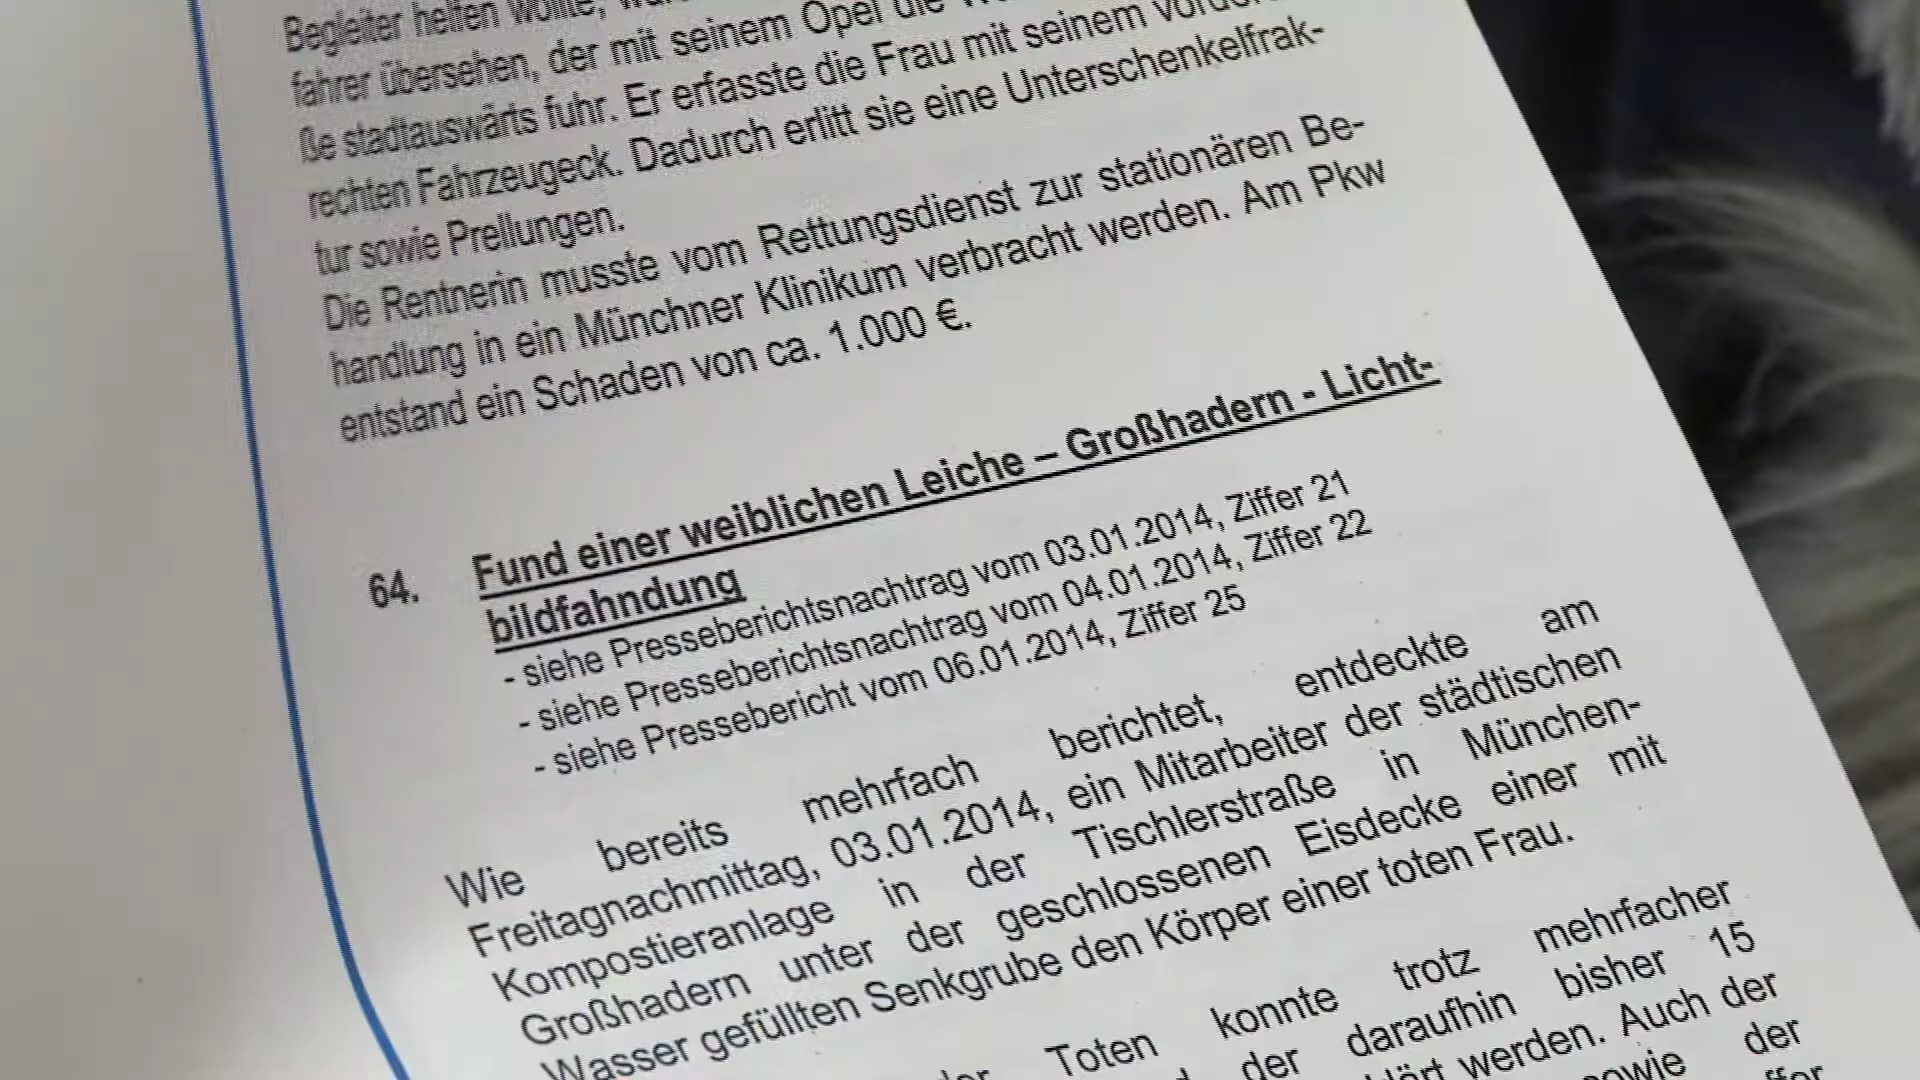 Begleiter helfen wollte,
fahrer übersehen, der mit seinem Opel die
ße stadtauswärts fuhr. Er erfasste die Frau mit seinem
rechten Fahrzeugeck. Dadurch erlitt sie eine Unterschenkelfrak-
tur sowie Prellungen.
Die Rentnerin musste vom Rettungsdienst zur stationären Be-
handlung in ein Münchner Klinikum verbracht werden. Am Pkw
entstand ein Schaden von ca. 1.000 €.
64. Fund einer weiblichen Leiche – Großhadern - Licht-
bildfahndung
- siehe Presseberichtsnachtrag vom 03.01.2014, Ziffer 21
- siehe Presseberichtsnachtrag vom 04.01.2014, Ziffer 22
- siehe Pressebericht vom 06.01.2014, Ziffer 25
Wie bereits mehrfach berichtet, entdeckte am
Freitagnachmittag, 03.01.2014, ein Mitarbeiter der städtischen
Kompostieranlage in der Tischlerstraße in München-
Großhadern unter der geschlossenen Eisdecke einer mit
Wasser gefüllten Senkgrube den Körper einer toten Frau.
Toten konnte trotz mehrfacher
der daraufhin bisher 15
werden. Auch der
sowie der